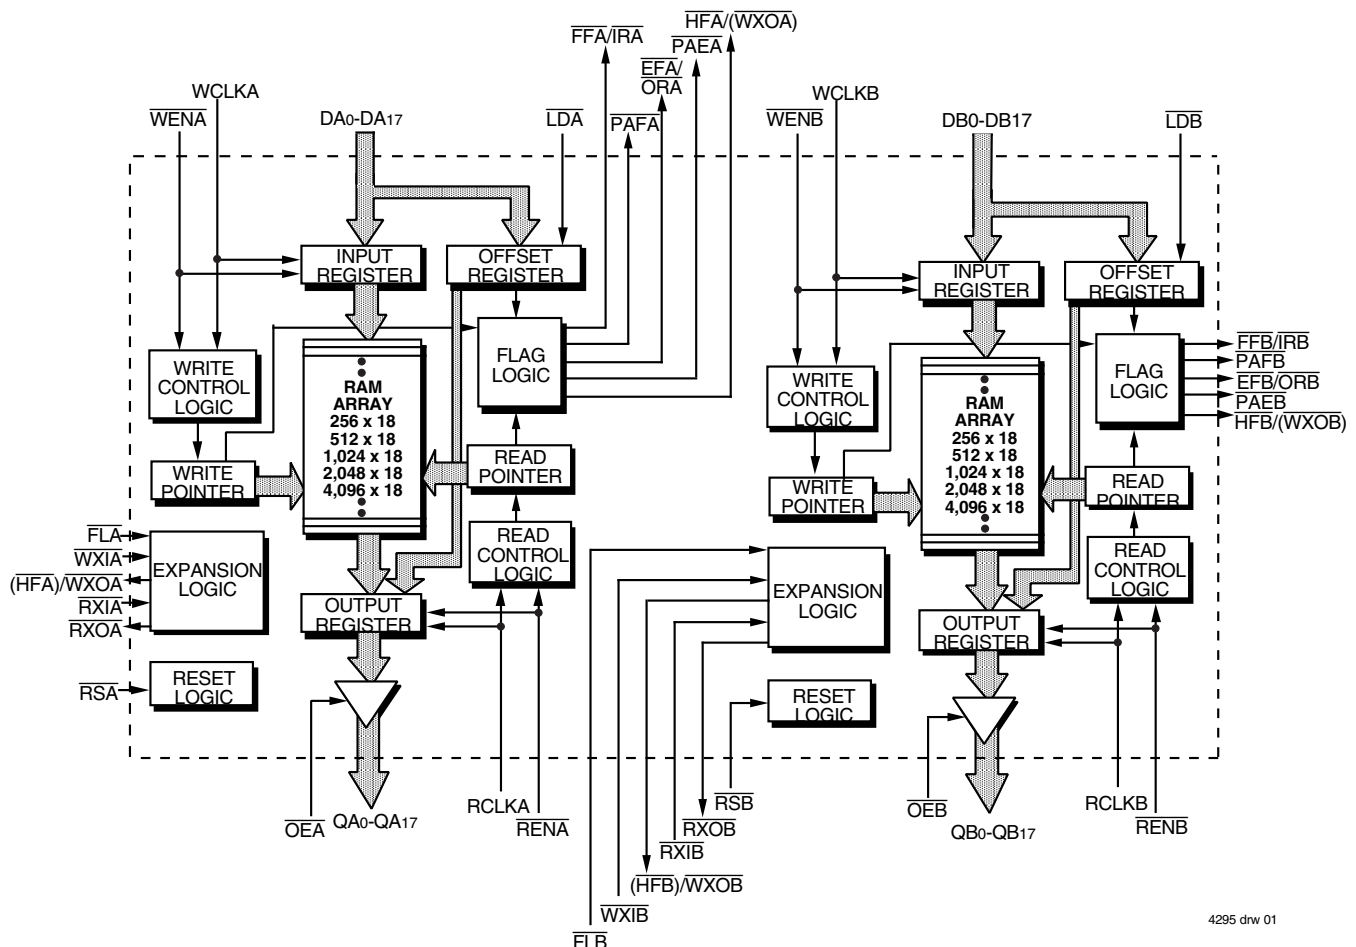 HFA/(WXOA)
FFA/IRA
PAEA
EFA/
ORA
WCLKA
WENA
DA0-DA17
LDA
PAFA
WCLKB
WENB
DB0-DB17
LDB
INPUT
REGISTER
OFFSET
REGISTER
WRITE
CONTROL
LOGIC
RAM
ARRAY
256 x 18
512 x 18
1,024 x 18
2,048 x 18
4,096 x 18
FLAG
LOGIC
WRITE
POINTER
READ
POINTER
FLA
WXIA
(HFA)/WXOA
RXIA
RXOA
EXPANSION
LOGIC
READ
CONTROL
LOGIC
OUTPUT
REGISTER
RSA
RESET
LOGIC
OEA
QA0-QA17
RCLKA
RENA
INPUT
REGISTER
OFFSET
REGISTER
WRITE
CONTROL
LOGIC
RAM
ARRAY
256 x 18
512 x 18
1,024 x 18
2,048 x 18
4,096 x 18
FLAG
LOGIC
FFB/IRB
PAFB
EFB/ORB
PAEB
HFB/(WXOB)
WRITE
POINTER
READ
POINTER
EXPANSION
LOGIC
READ
CONTROL
LOGIC
OUTPUT
REGISTER
RESET
LOGIC
RSB
RXOB
RXIB
(HFB)/WXOB
WXIB
FLB
OEB
QB0-QB17
RCLKB
RENB
4295 drw 01